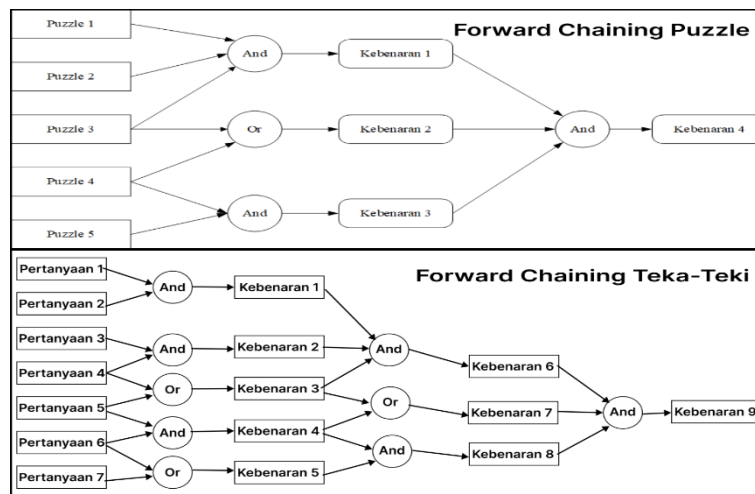 Forward Chaining Puzzle
Puzzle 1
Puzzle 2
Puzzle 3
Puzzle 4
Puzzle 5
And
Or
And
Kebenaran 1
Kebenaran 2
Kebenaran 3
And
Kebenaran 4
Forward Chaining Teka-Teki
Pertanyaan 1
Pertanyaan 2
Pertanyaan 3
Pertanyaan 4
Pertanyaan 5
Pertanyaan 6
Pertanyaan 7
And
And
Or
And
Or
Kebenaran 1
Kebenaran 2
Kebenaran 3
Kebenaran 4
Kebenaran 5
And
Or
And
Kebenaran 6
Kebenaran 7
Kebenaran 8
And
Kebenaran 9